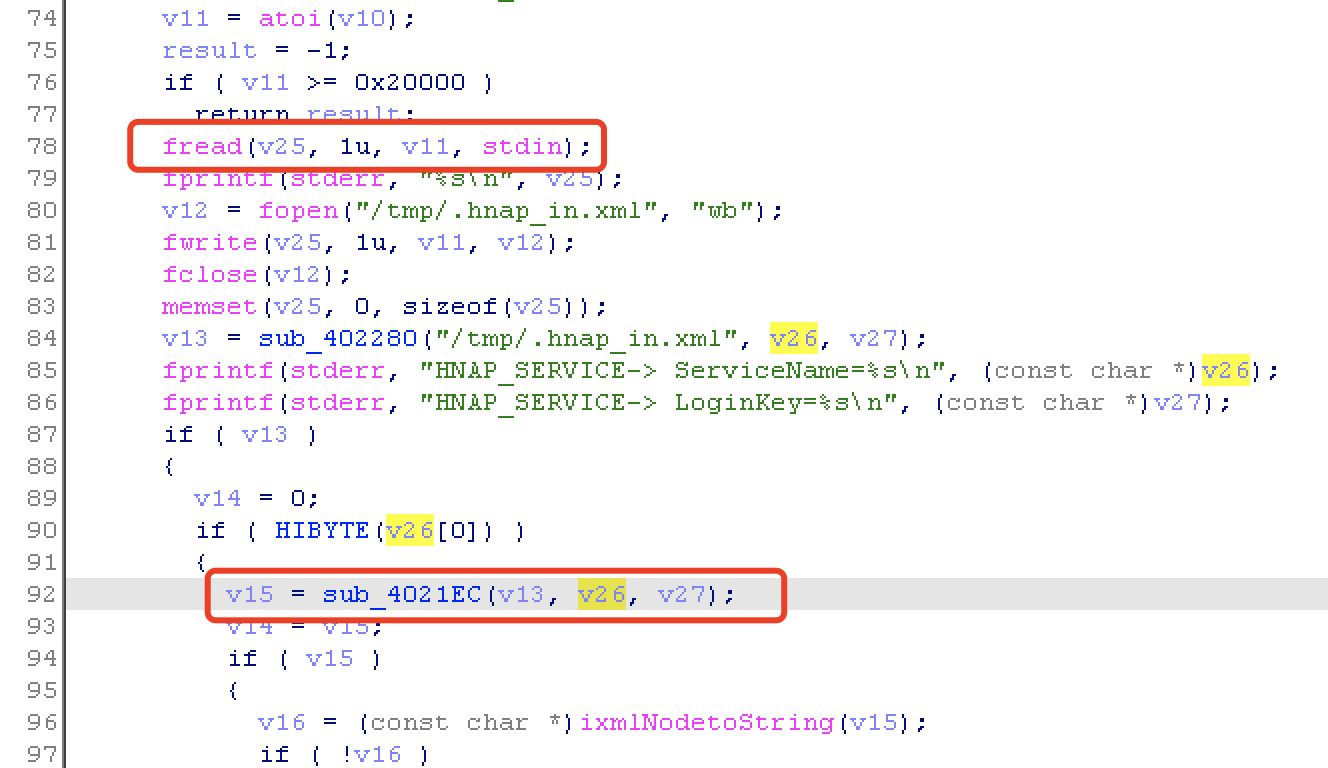 74 v11 = atoi(v10);
75 result = -1;
76 if ( v11 >= 0x20000 )
77 return result;
78 fread(v25, 1u, v11, stdin);
79 fprintf(stderr, "%s\n", v25);
80 v12 = fopen("/tmp/.hnap_in.xml", "wb");
81 fwrite(v25, 1u, v11, v12);
82 fclose(v12);
83 memset(v25, 0, sizeof(v25));
84 v13 = sub_402280("/tmp/.hnap_in.xml", v26, v27);
85 fprintf(stderr, "HNAP_SERVICE-> ServiceName=%s\n", (const char *)v26);
86 fprintf(stderr, "HNAP_SERVICE-> LoginKey=%s\n", (const char *)v27);
87 if ( v13 )
88 {
89 v14 = 0;
90 if ( HIBYTE(v26[0]) )
91 {
92 v15 = sub_4021EC(v13, v26, v27);
93 v14 = v15;
94 if ( v15 )
95 {
96 v16 = (const char *)ixmlNodetoString(v15);
97 if ( !v16 )